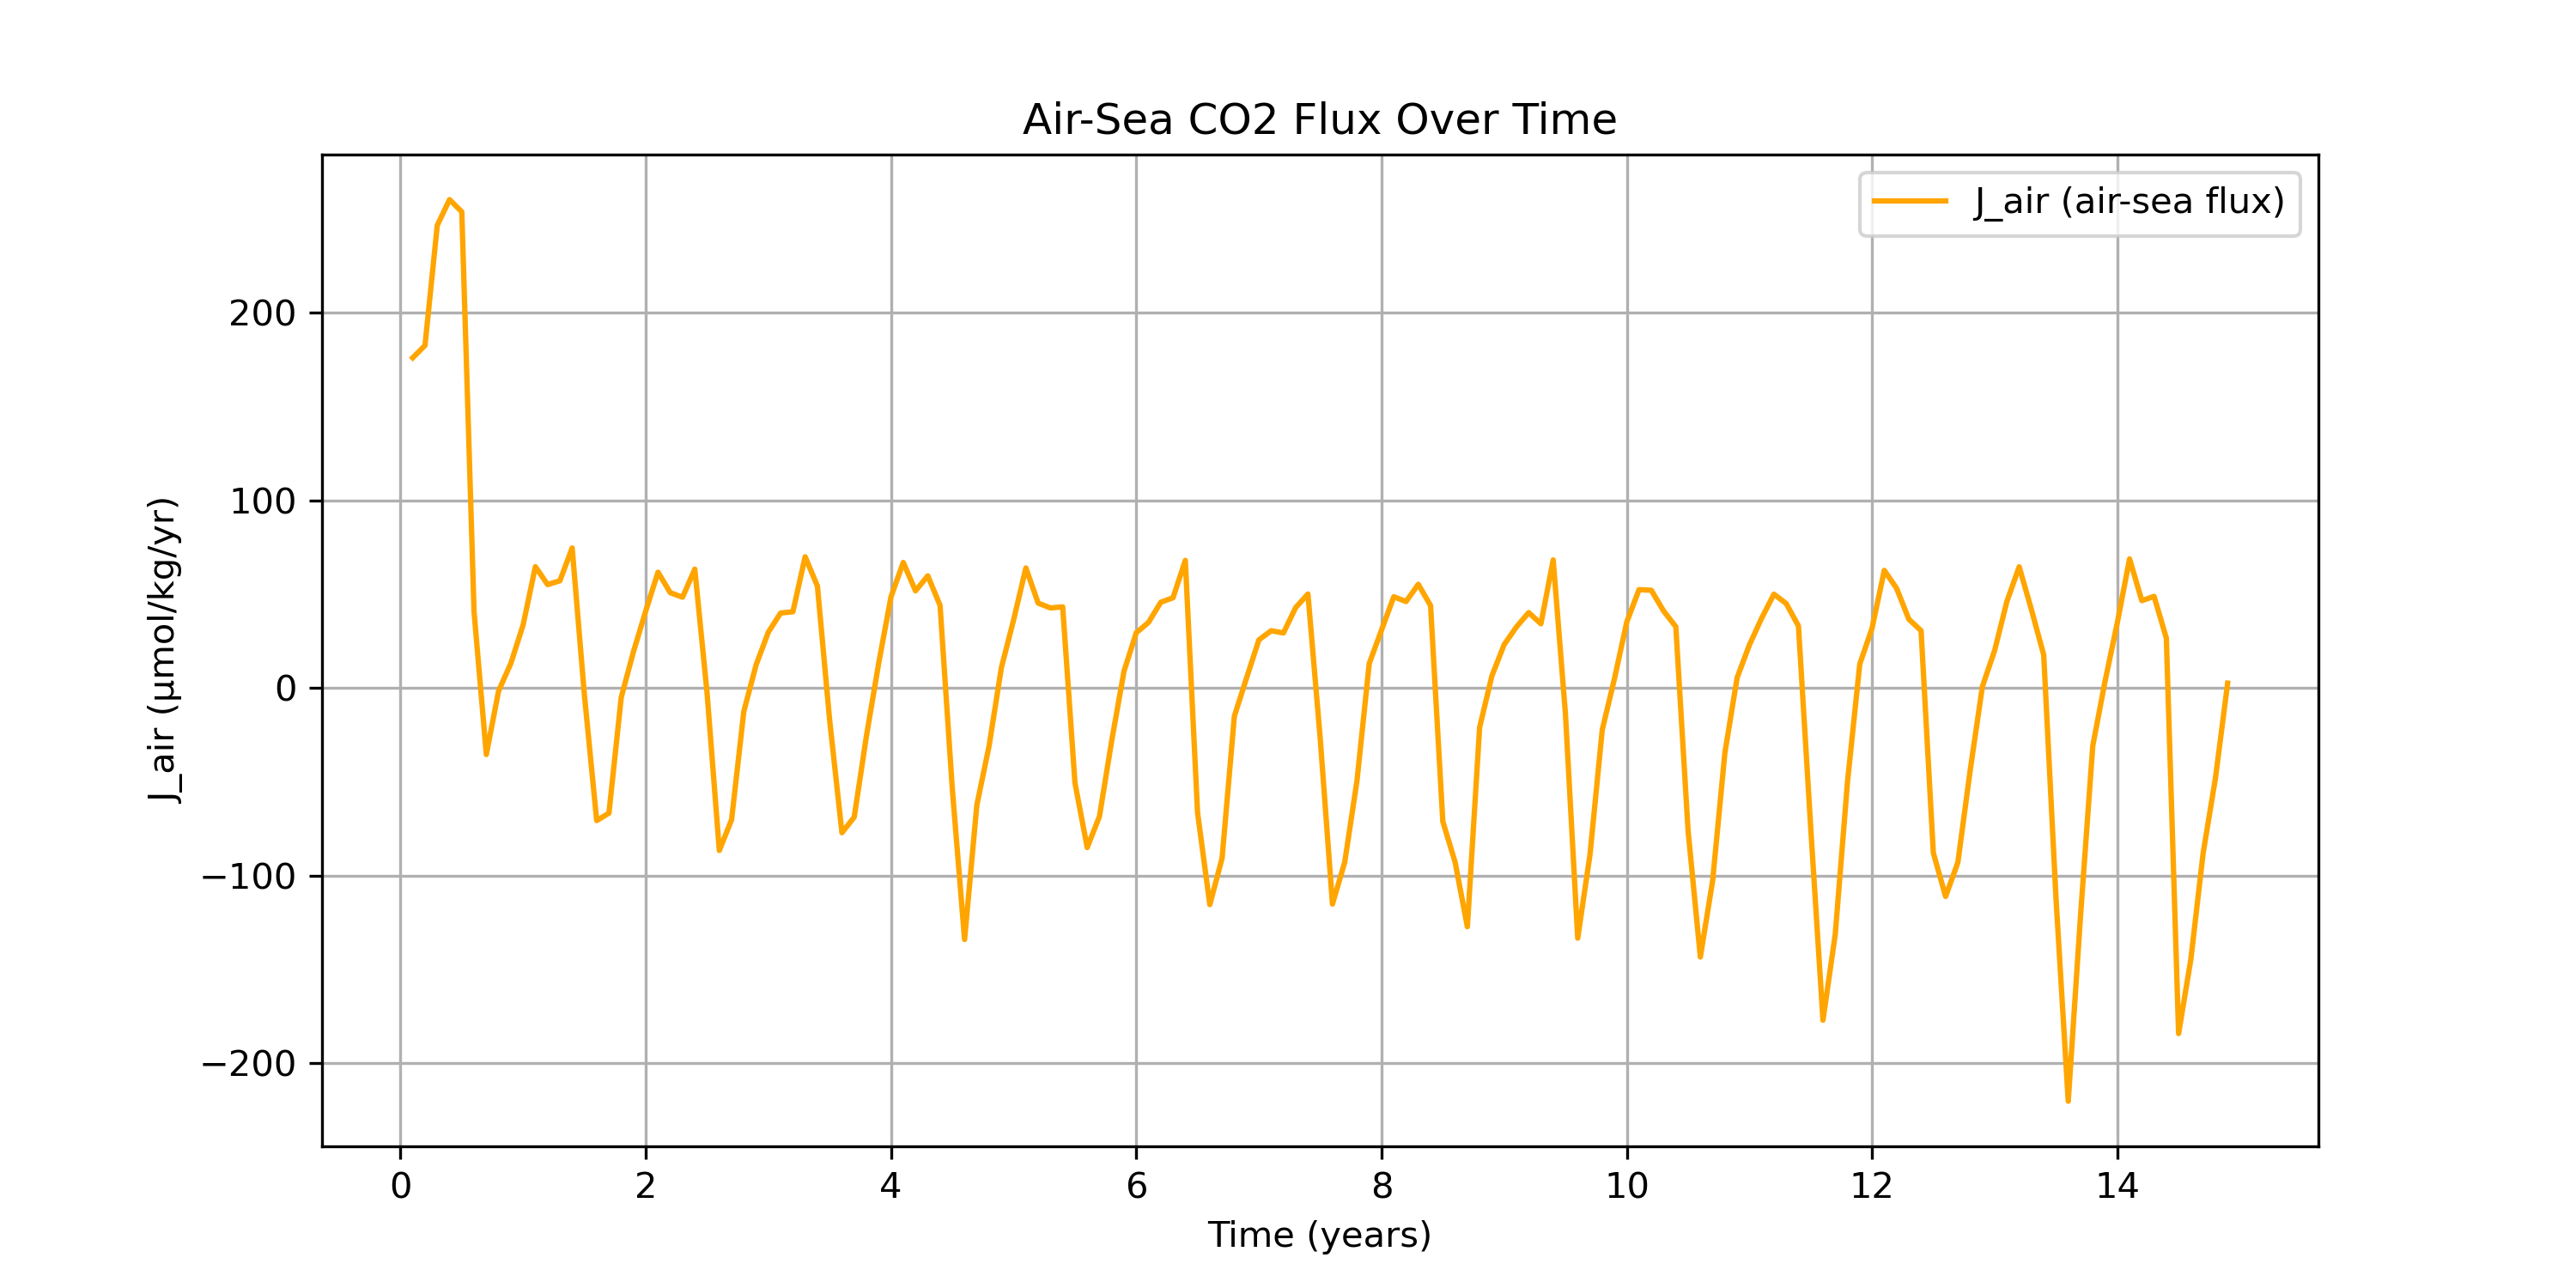 Air-Sea CO2 Flux Over Time
J_air (air-sea flux)
J_air (μmol/kg/yr)
200
100
0
−100
−200
0 2 4 6 8 10 12 14
Time (years)